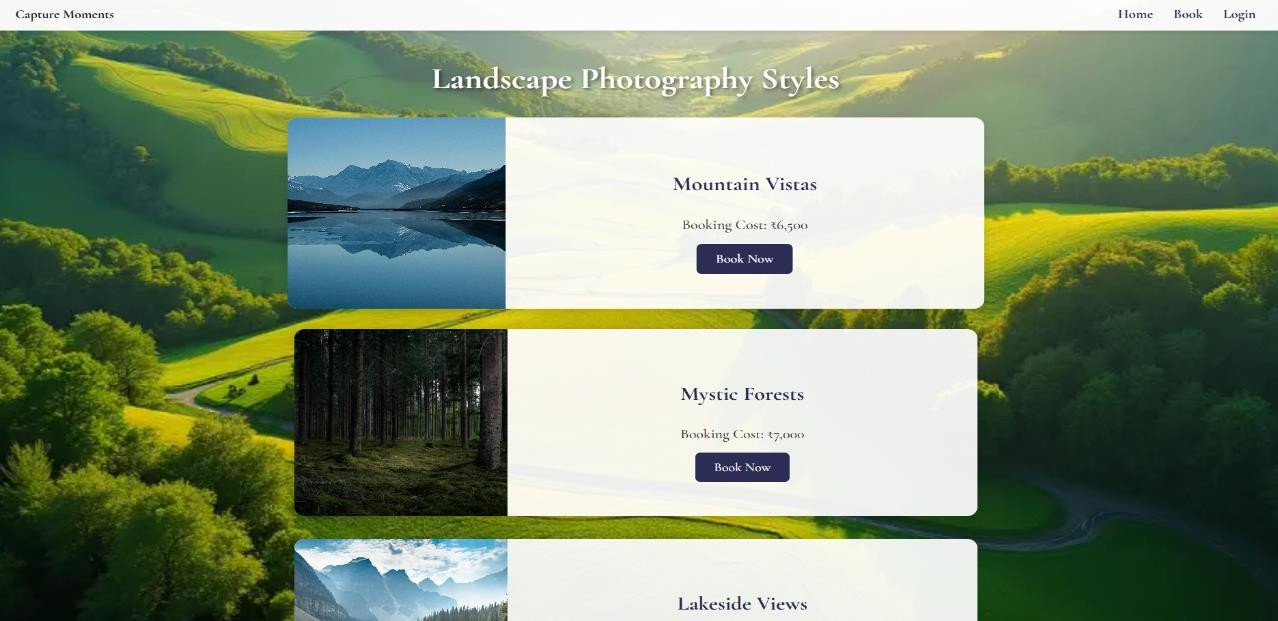 Capture Moments
Home Book Login
Landscape Photography Styles
Mountain Vistas
Booking Cost: ₹6,500
Book Now
Mystic Forests
Booking Cost: ₹7,000
Book Now
Lakeside Views